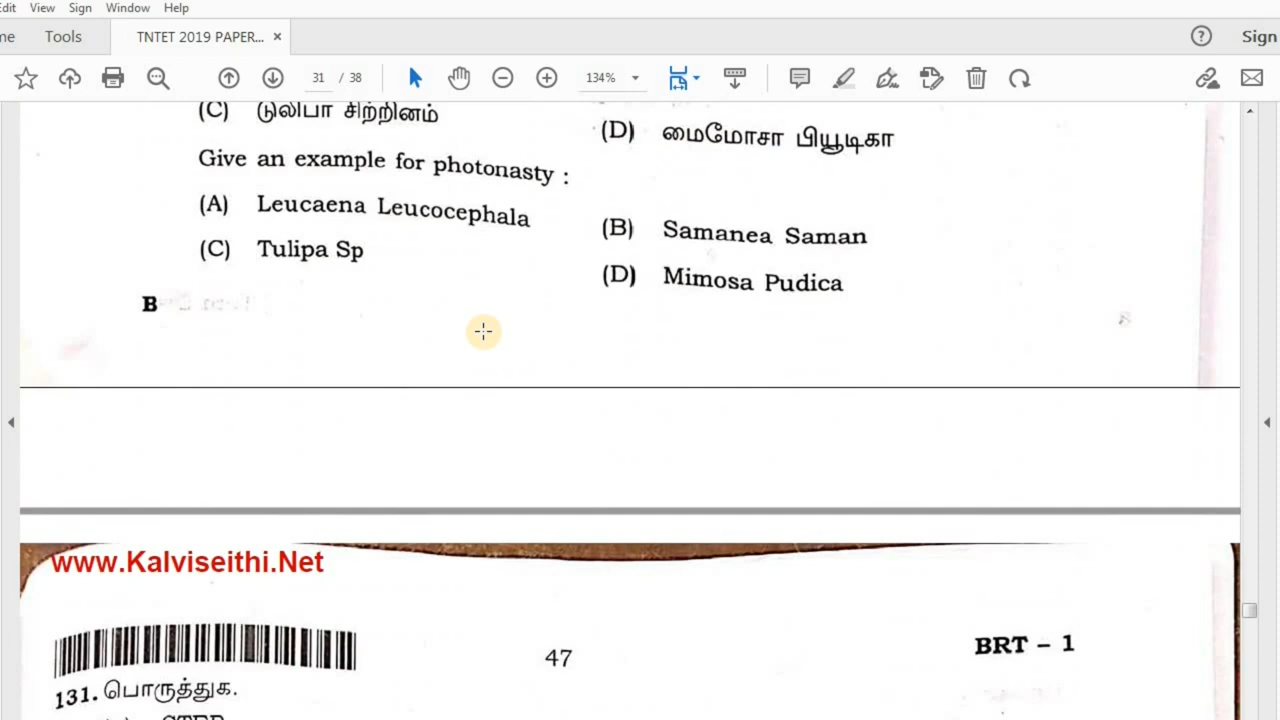 Edit View Sign Window Help
me Tools TNTET 2019 PAPER... × ? Sign
31 / 38 134%
(C) டுலிபா சிற்றினம்
(D) மைமோசா பியூடிகா
Give an example for photonasty :
(A) Leucaena Leucocephala
(B) Samanea Saman
(C) Tulipa Sp
(D) Mimosa Pudica
B
www.Kalviseithi.Net
47
BRT – 1
131. பொருத்துக.